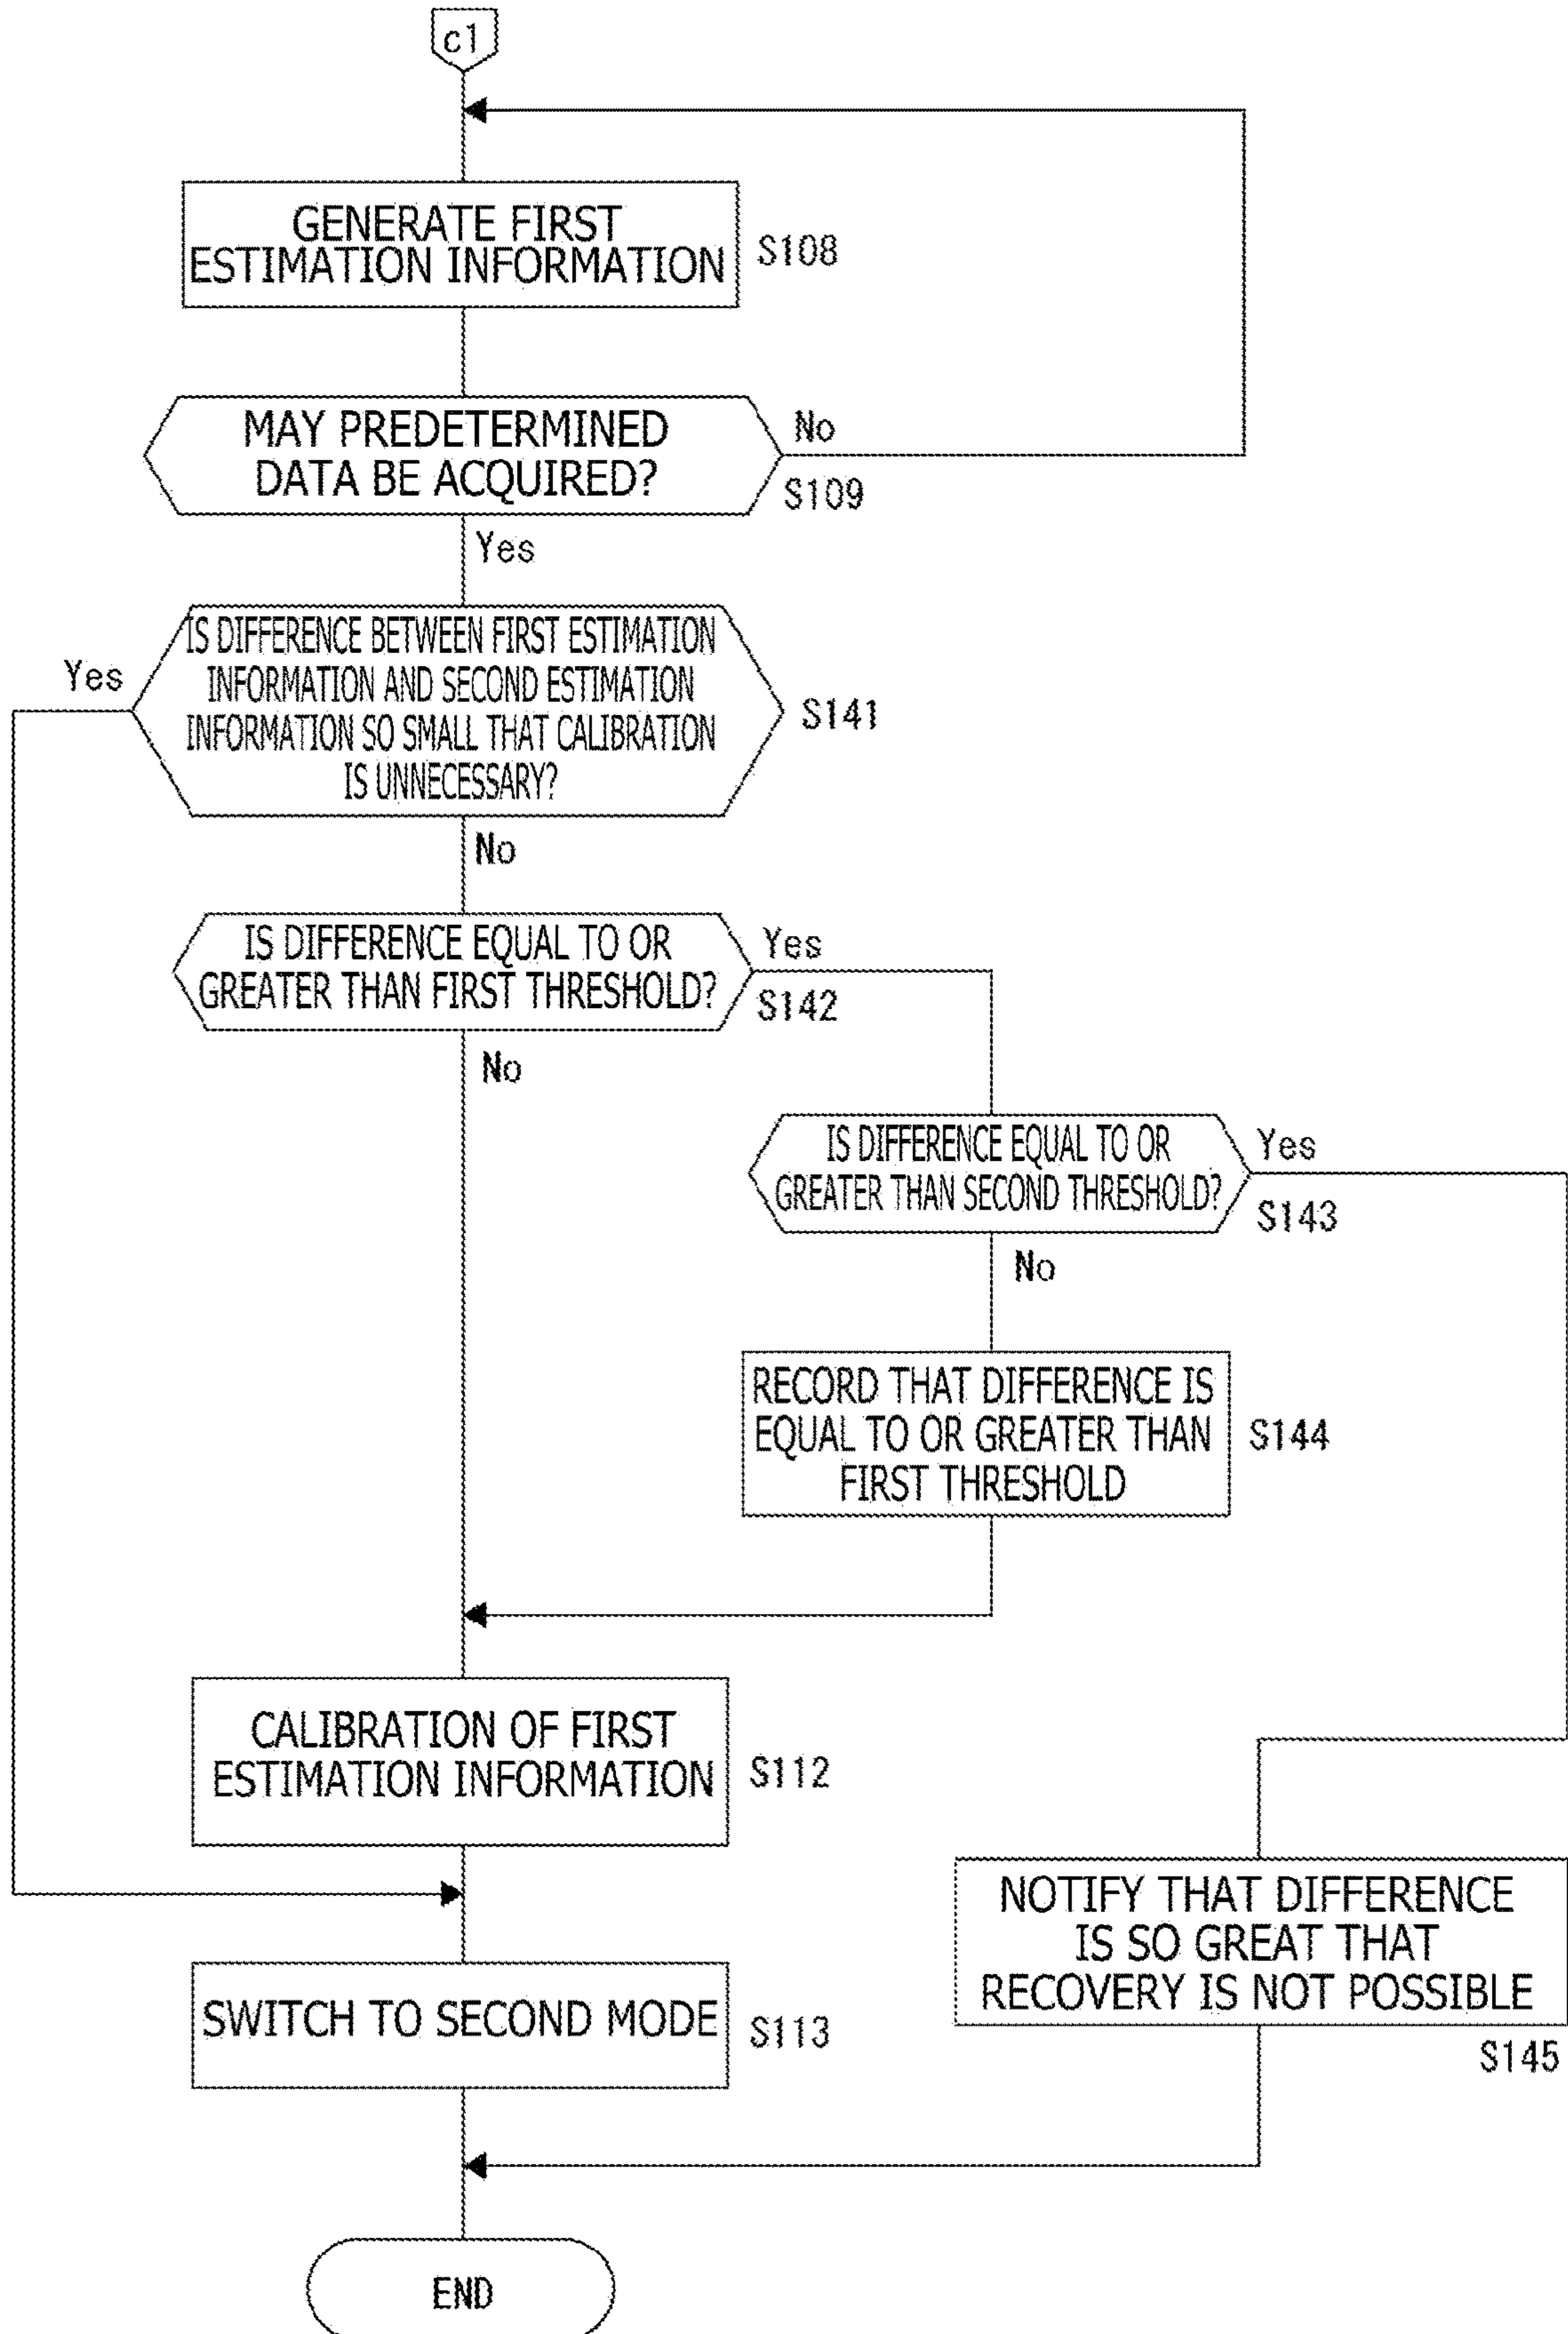 c1
GENERATE FIRST
ESTIMATION INFORMATION
S108
MAY PREDETERMINED
DATA BE ACQUIRED?
No
S109
Yes
IS DIFFERENCE BETWEEN FIRST ESTIMATION
INFORMATION AND SECOND ESTIMATION
INFORMATION SO SMALL THAT CALIBRATION
IS UNNECESSARY?
Yes
S141
No
IS DIFFERENCE EQUAL TO OR
GREATER THAN FIRST THRESHOLD?
Yes
S142
No
IS DIFFERENCE EQUAL TO OR
GREATER THAN SECOND THRESHOLD?
Yes
S143
No
RECORD THAT DIFFERENCE IS
EQUAL TO OR GREATER THAN
FIRST THRESHOLD
S144
CALIBRATION OF FIRST
ESTIMATION INFORMATION
S112
NOTIFY THAT DIFFERENCE
IS SO GREAT THAT
RECOVERY IS NOT POSSIBLE
S145
SWITCH TO SECOND MODE
S113
END